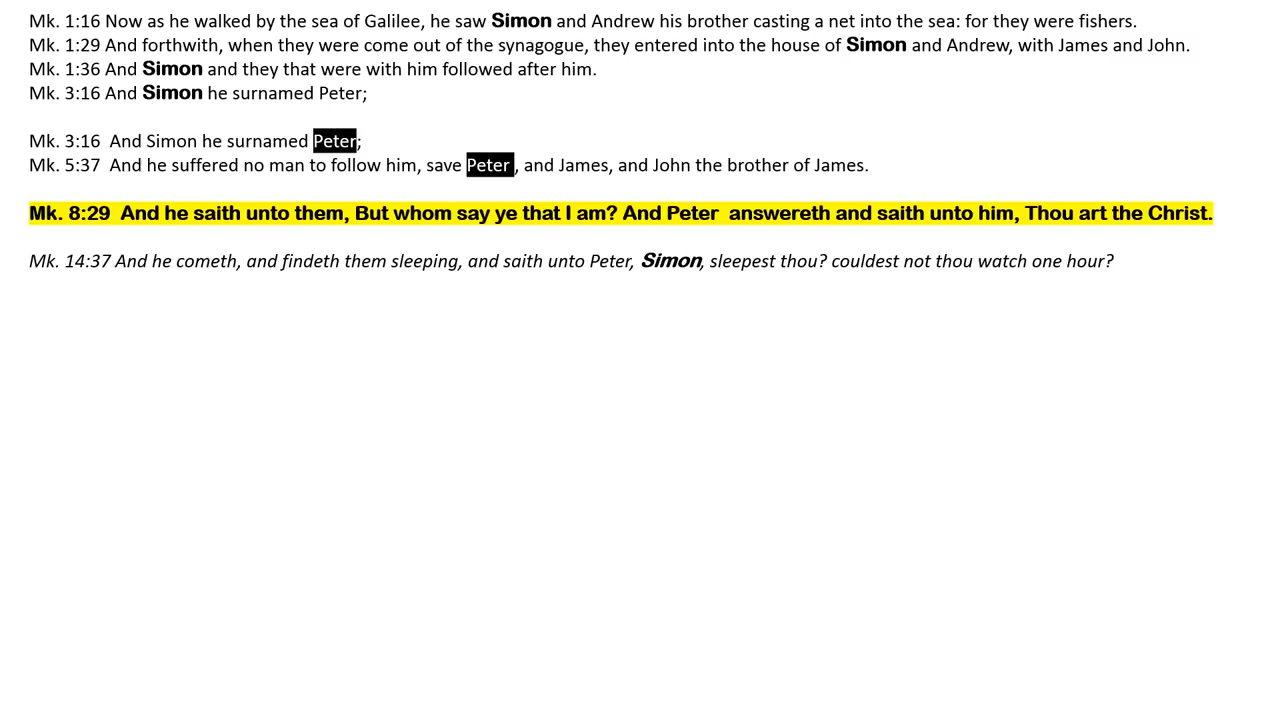 Mk. 1:16 Now as he walked by the sea of Galilee, he saw Simon and Andrew his brother casting a net into the sea: for they were fishers.
Mk. 1:29 And forthwith, when they were come out of the synagogue, they entered into the house of Simon and Andrew, with James and John.
Mk. 1:36 And Simon and they that were with him followed after him.
Mk. 3:16 And Simon he surnamed Peter;
Mk. 3:16  And Simon he surnamed Peter;
Mk. 5:37  And he suffered no man to follow him, save Peter , and James, and John the brother of James.
Mk. 8:29  And he saith unto them, But whom say ye that I am? And Peter  answereth and saith unto him, Thou art the Christ.
Mk. 14:37 And he cometh, and findeth them sleeping, and saith unto Peter, Simon, sleepest thou? couldest not thou watch one hour?